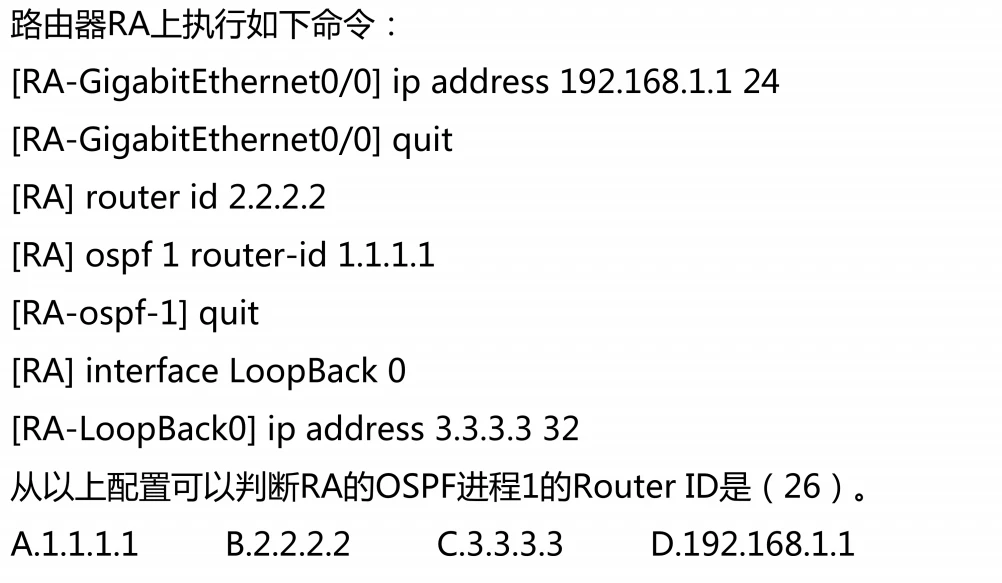 路由器RA上执行如下命令：
[RA-GigabitEthernet0/0] ip address 192.168.1.1 24
[RA-GigabitEthernet0/0] quit
[RA] router id 2.2.2.2
[RA] ospf 1 router-id 1.1.1.1
[RA-ospf-1] quit
[RA] interface LoopBack 0
[RA-LoopBack0] ip address 3.3.3.3 32
从以上配置可以判断RA的OSPF进程1的Router ID是（26）。
A.1.1.1.1 B.2.2.2.2 C.3.3.3.3 D.192.168.1.1